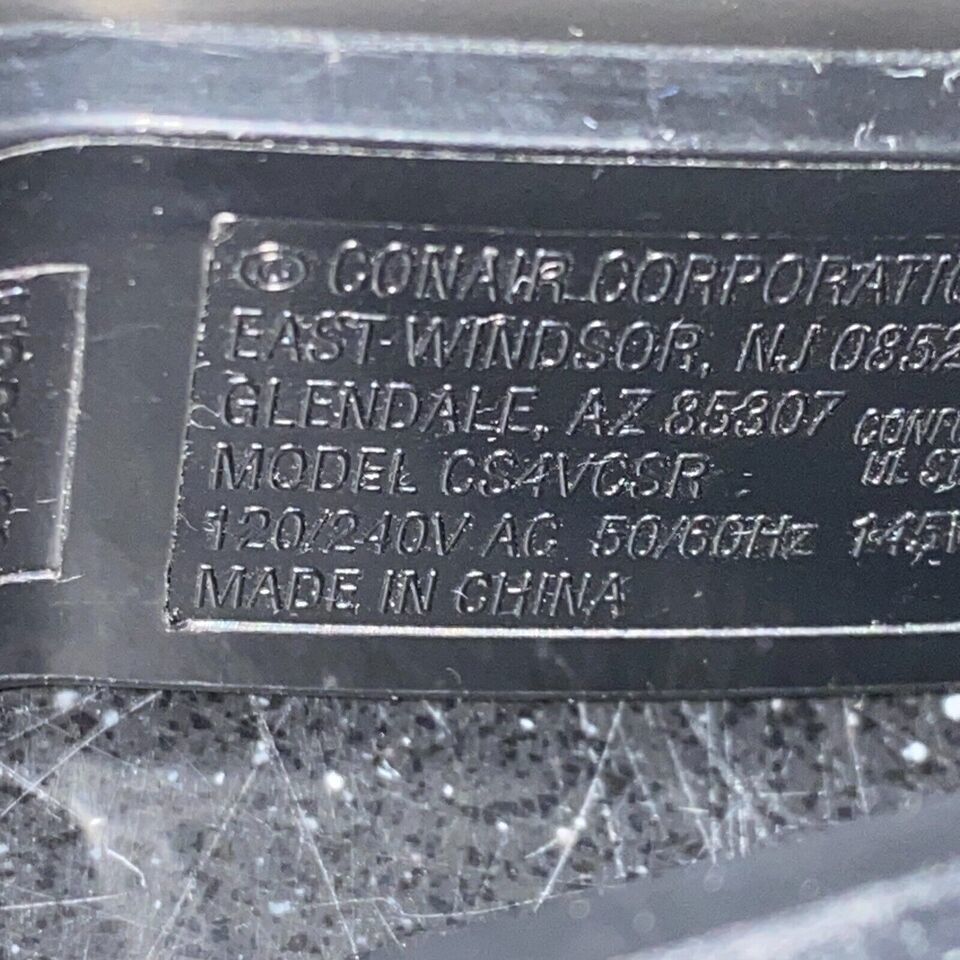 CONAIR CORPORATIO
EAST WINDSOR, NJ 0852
GLENDALE, AZ 85307
MODEL CS4VCSR
120/240V AC 50/60Hz 145
MADE IN CHINA